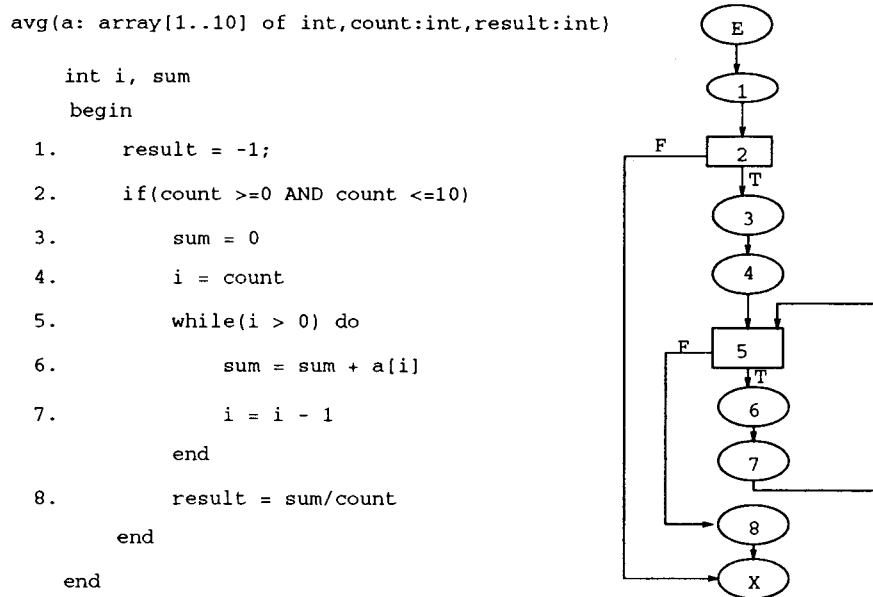 avg(a: array[1..10] of int,count:int,result:int)
int i, sum
begin
1. result = -1;
2. if(count >=0 AND count <=10)
3. sum = 0
4. i = count
5. while(i > 0) do
6. sum = sum + a[i]
7. i = i - 1
end
8. result = sum/count
end
end
E
1
F
2
T
3
4
F
5
T
6
7
8
X